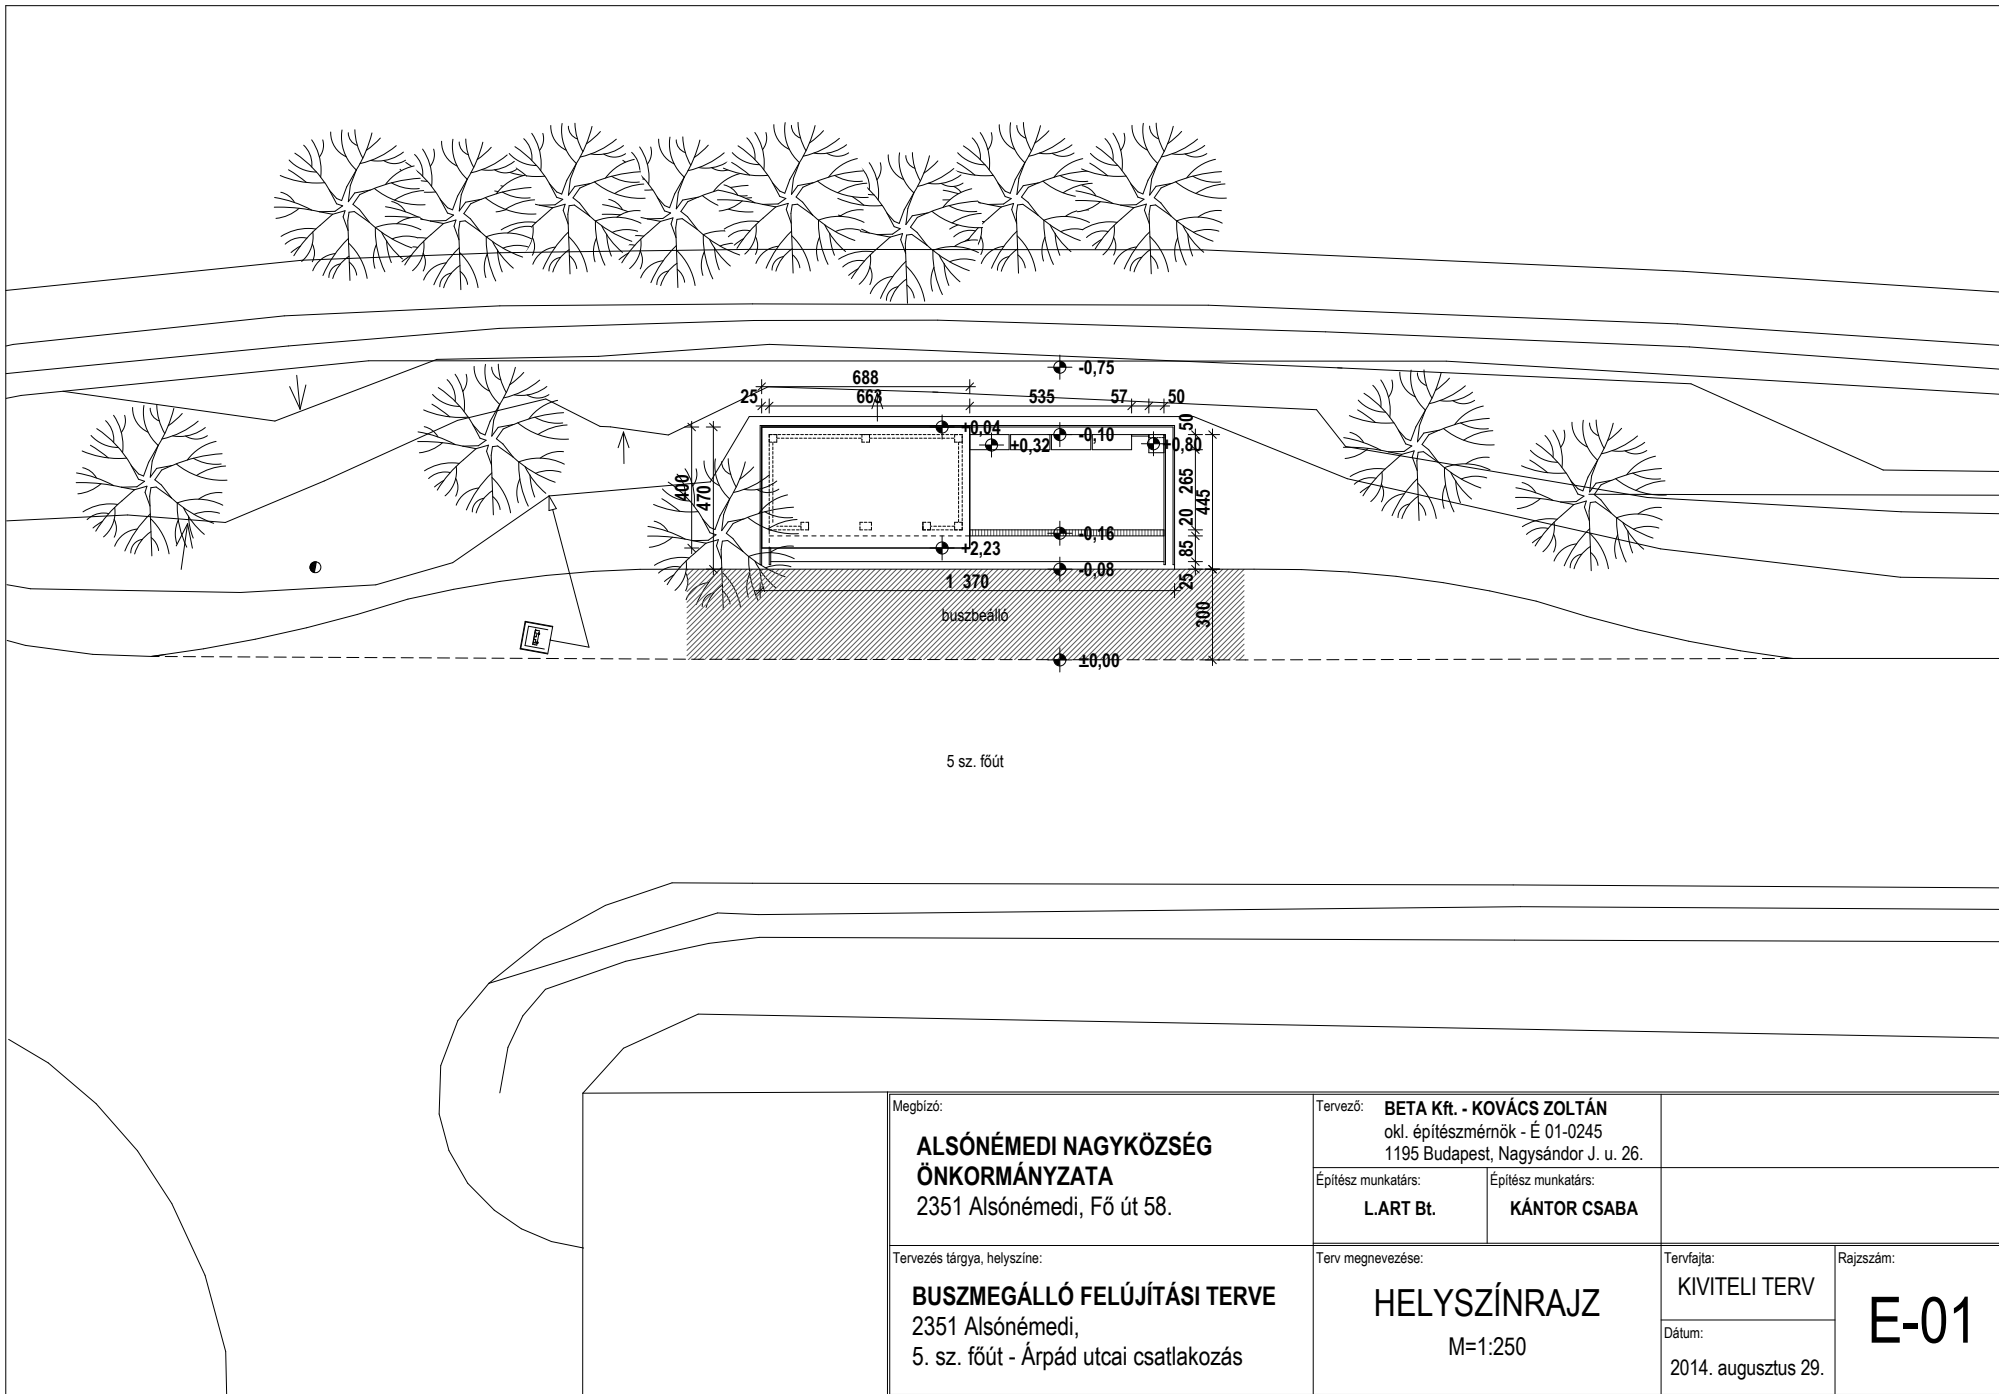 -0,75
688
25
663
535
57
50
+0,04
-0,10
50
+0,32
+0,80
400
470
265
445
20
-0,16
85
+2,23
-0,08
25
1 370
buszbeálló
300
±0,00
5 sz. főút
Megbízó:
ALSÓNÉMEDI NAGYKÖZSÉG
ÖNKORMÁNYZATA
2351 Alsónémedi, Fő út 58.
Tervező: BETA Kft. - KOVÁCS ZOLTÁN
okl. építészmérnök - É 01-0245
1195 Budapest, Nagysándor J. u. 26.
Építész munkatárs:
L.ART Bt.
Építész munkatárs:
KÁNTOR CSABA
Tervezés tárgya, helyszíne:
BUSZMEGÁLLÓ FELÚJÍTÁSI TERVE
2351 Alsónémedi,
5. sz. főút - Árpád utcai csatlakozás
Terv megnevezése:
HELYSZÍNRAJZ
M=1:250
Tervfajta:
KIVITELI TERV
Dátum:
2014. augusztus 29.
Rajzszám:
E-01